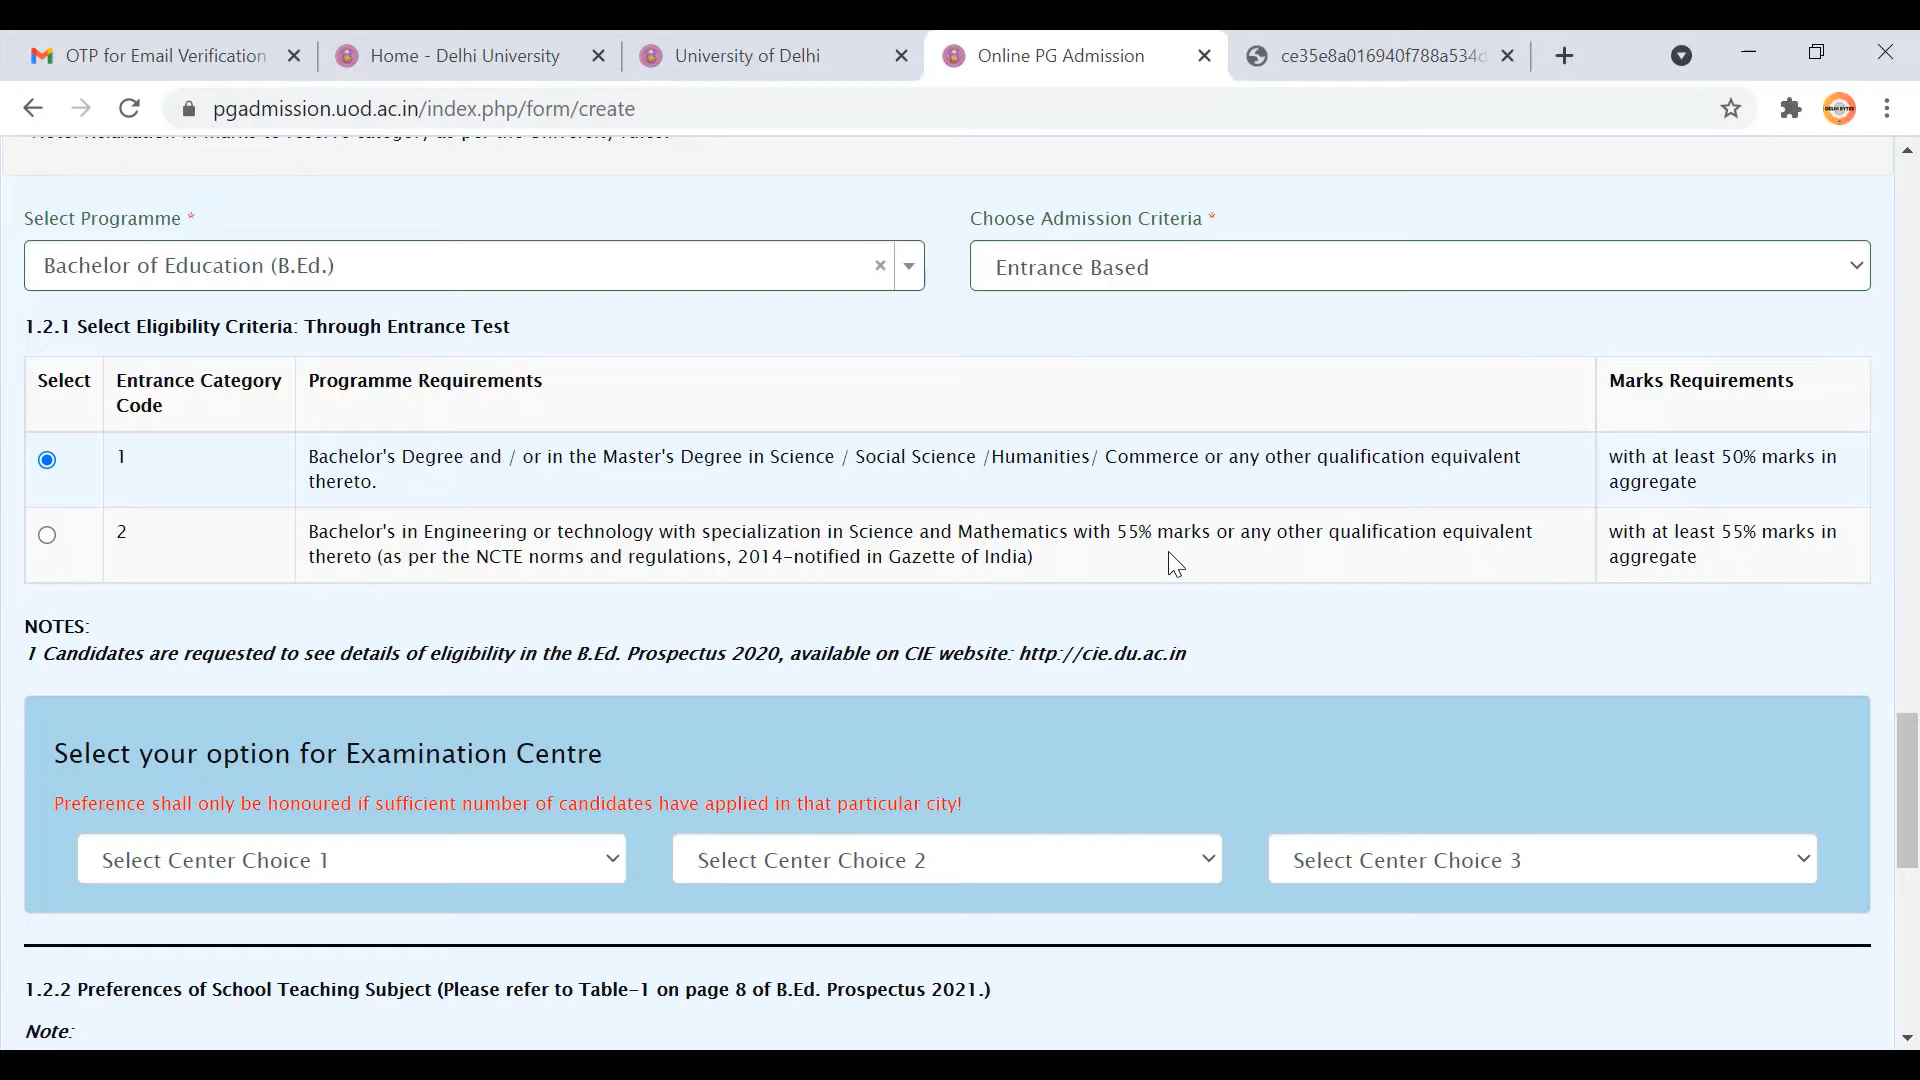 OTP for Email Verification
Home - Delhi University
University of Delhi
Online PG Admission
ce35e8a016940f788a534d
pgadmission.uod.ac.in/index.php/form/create
Select Programme *
Choose Admission Criteria *
Bachelor of Education (B.Ed.)
Entrance Based
1.2.1 Select Eligibility Criteria: Through Entrance Test
Select
Entrance Category Code
Programme Requirements
Marks Requirements
1
Bachelor's Degree and / or in the Master's Degree in Science / Social Science /Humanities/ Commerce or any other qualification equivalent
thereto.
with at least 50% marks in
aggregate
2
Bachelor's in Engineering or technology with specialization in Science and Mathematics with 55% marks or any other qualification equivalent
thereto (as per the NCTE norms and regulations, 2014-notified in Gazette of India)
with at least 55% marks in
aggregate
NOTES:
1 Candidates are requested to see details of eligibility in the B.Ed. Prospectus 2020, available on CIE website: http://cie.du.ac.in
Select your option for Examination Centre
Preference shall only be honoured if sufficient number of candidates have applied in that particular city!
Select Center Choice 1
Select Center Choice 2
Select Center Choice 3
1.2.2 Preferences of School Teaching Subject (Please refer to Table-1 on page 8 of B.Ed. Prospectus 2021.)
Note: